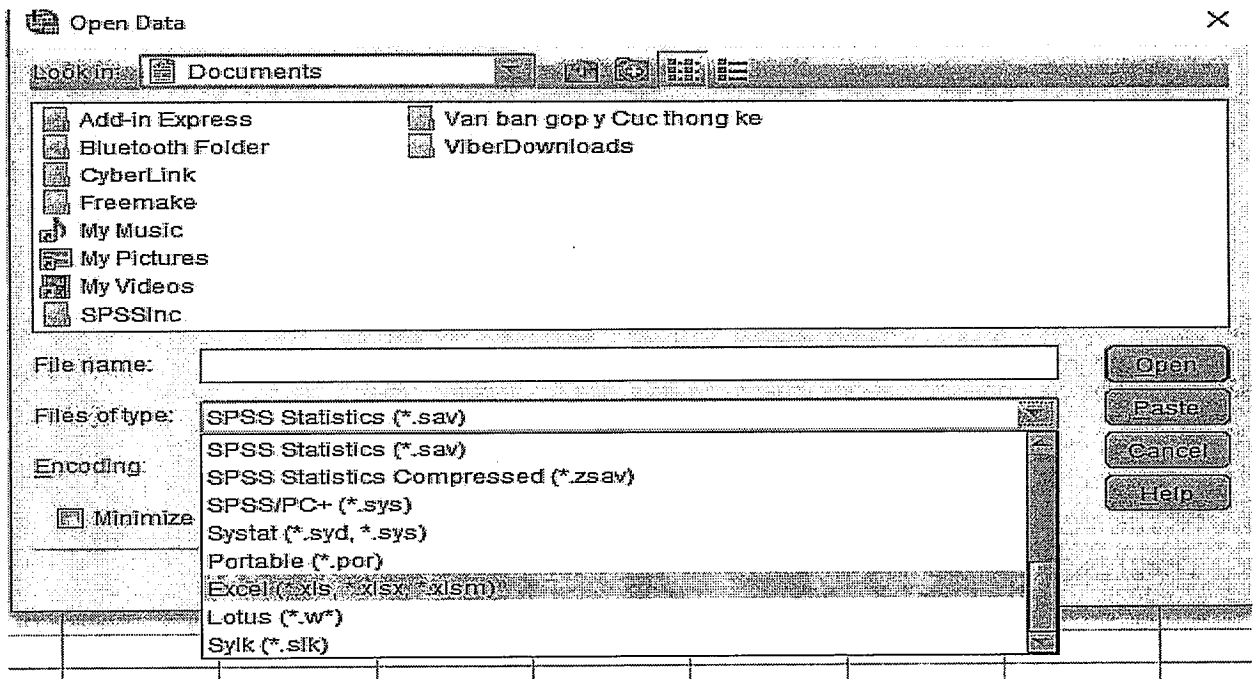 Open Data
Look in: Documents
Add-in Express
Bluetooth Folder
CyberLink
Freemake
My Music
My Pictures
My Videos
SPSSInc
Van ban gop y Cuc thong ke
ViberDownloads
File name:
Open
Files of type: SPSS Statistics (*.sav)
Paste
SPSS Statistics (*.sav)
Encoding:
Cancel
SPSS Statistics Compressed (*.zsav)
SPSS/PC+ (*.sys)
Help
Minimize
Systat (*.syd, *.sys)
Portable (*.por)
Excel (*.xls, *.xlsx, *.xlsm)
Lotus (*.w*)
Sylk (*.slk)